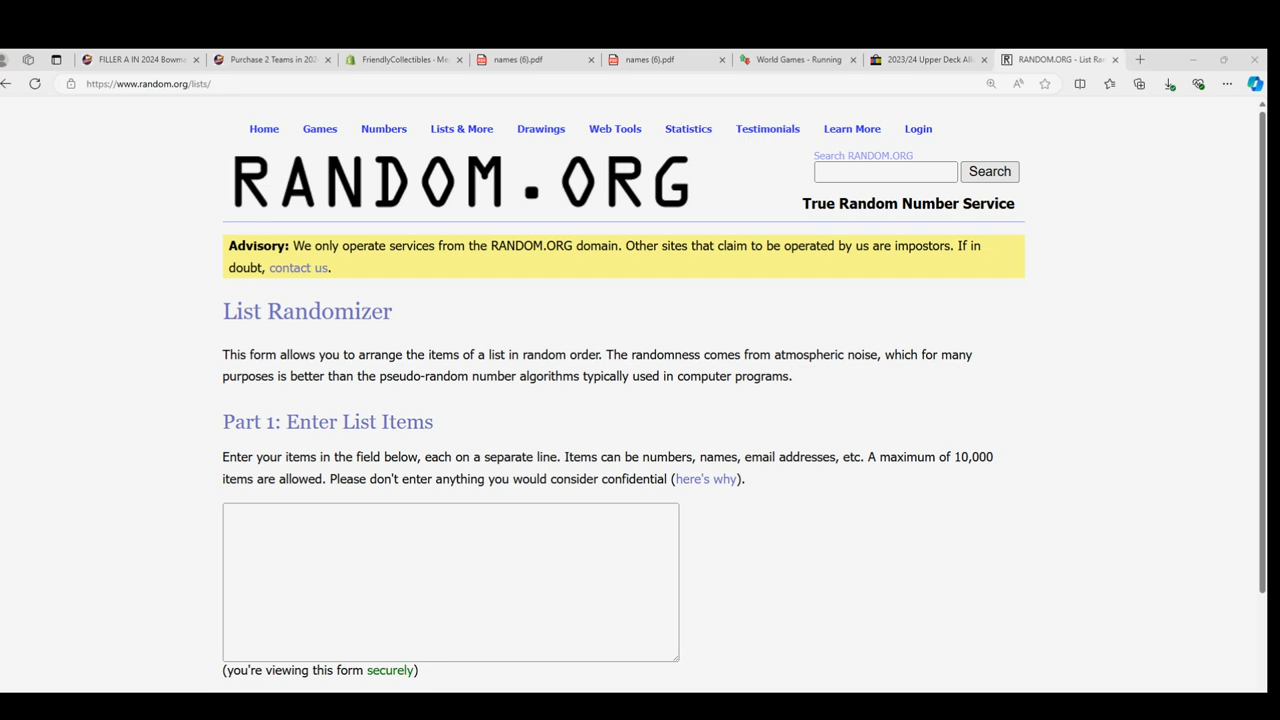 FILLER A IN 2024 Bowma
Purchase 2 Teams in 202
FriendlyCollectibles - Me
names (6).pdf
names (6).pdf
World Games - Running
2023/24 Upper Deck All
RANDOM.ORG - List Ra
https://www.random.org/lists/
Home Games Numbers Lists & More Drawings Web Tools Statistics Testimonials Learn More Login
RANDOM.ORG
Search RANDOM.ORG
Search
True Random Number Service
Advisory: We only operate services from the RANDOM.ORG domain. Other sites that claim to be operated by us are impostors. If in
doubt, contact us.
List Randomizer
This form allows you to arrange the items of a list in random order. The randomness comes from atmospheric noise, which for many
purposes is better than the pseudo-random number algorithms typically used in computer programs.
Part 1: Enter List Items
Enter your items in the field below, each on a separate line. Items can be numbers, names, email addresses, etc. A maximum of 10,000
items are allowed. Please don't enter anything you would consider confidential (here's why).
(you're viewing this form securely)